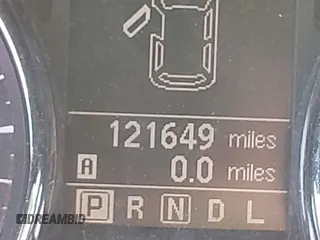 121649 miles
A 0.0 miles
P R N D L
DREAMBID